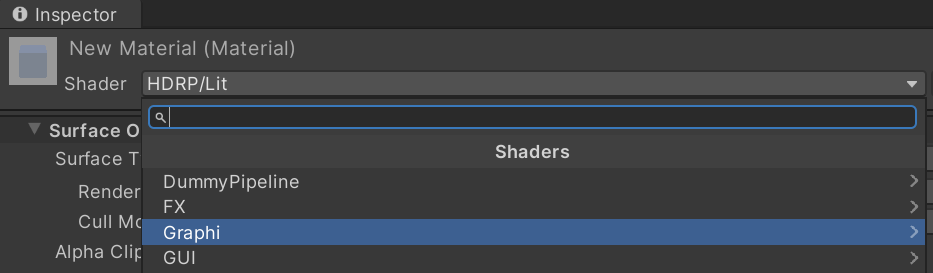 Inspector
New Material (Material)
Shader HDRP/Lit
Shaders
Surface O
Surface T
DummyPipeline
Render
FX
Cull Mo
Graphi
Alpha Clip
GUI